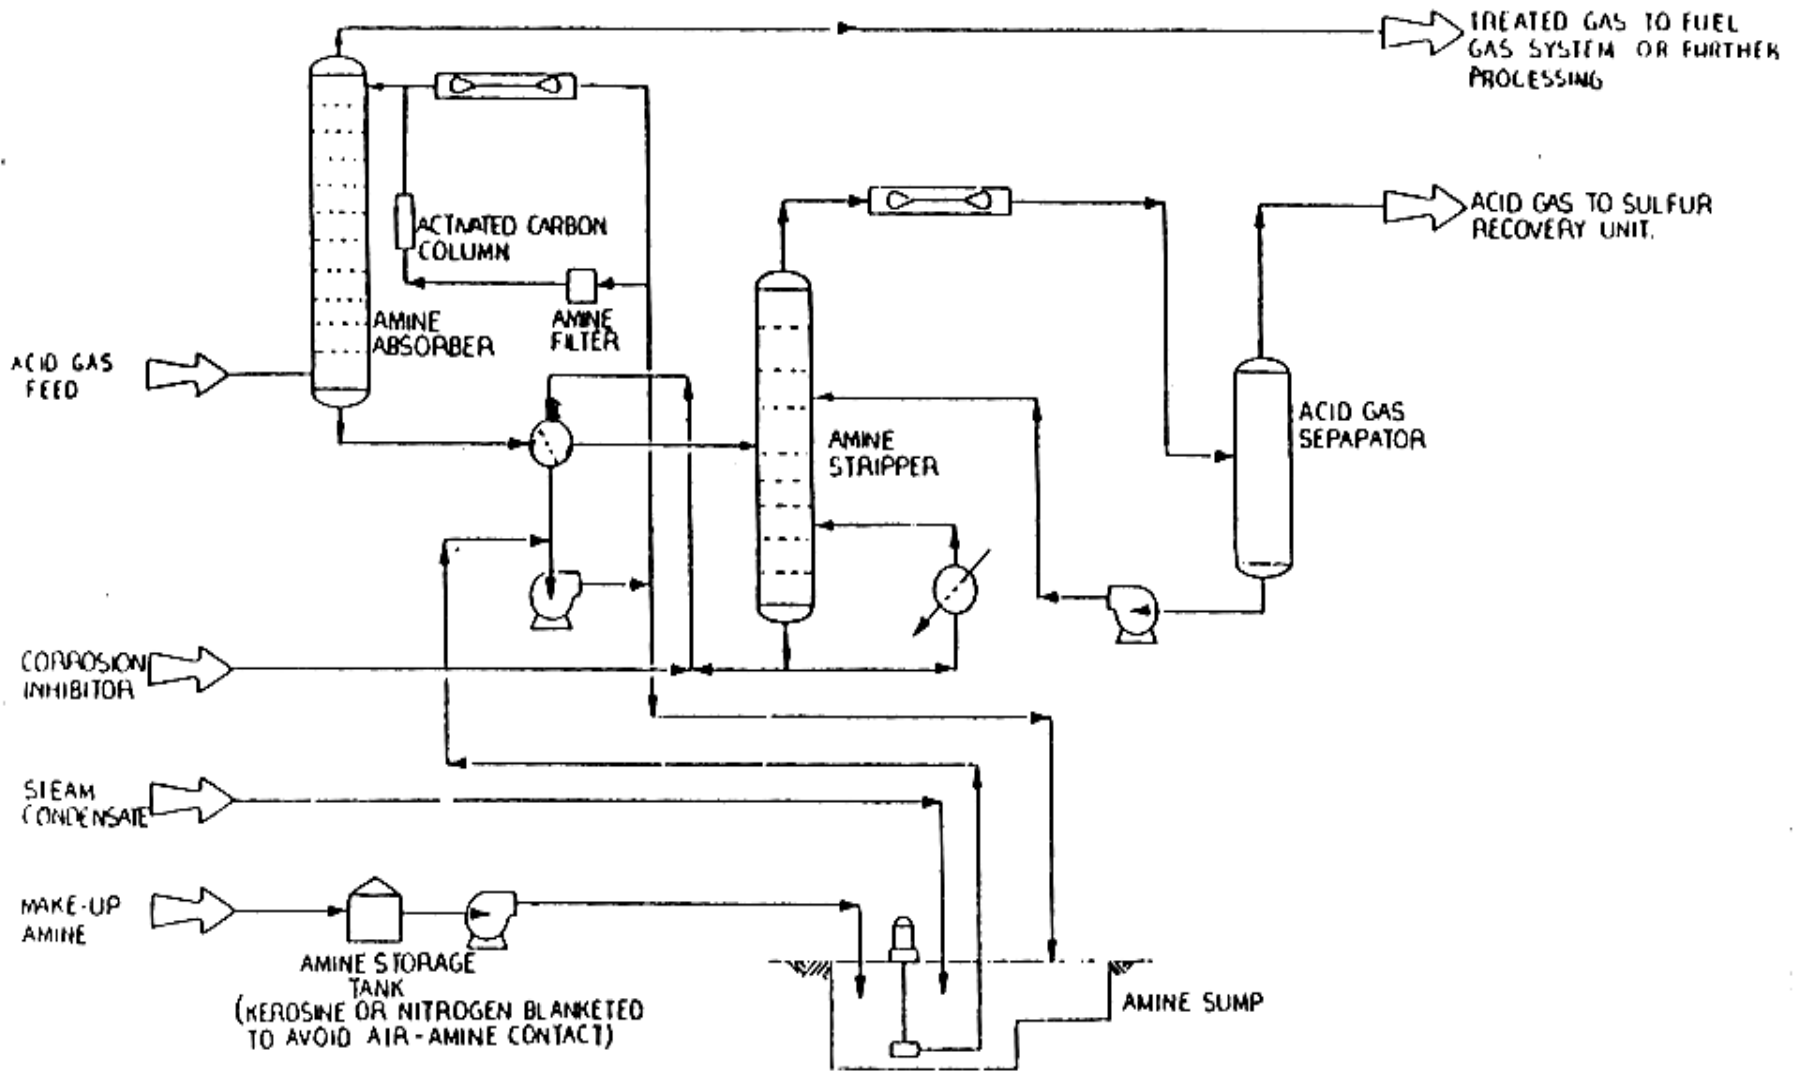 TREATED GAS TO FUEL
GAS SYSTEM OR FURTHER
PROCESSING
ACID GAS TO SULFUR
RECOVERY UNIT.
ACTIVATED CARBON
COLUMN
AMINE
FILTER
AMINE
ABSORBER
ACID GAS
FEED
AMINE
STRIPPER
ACID GAS
SEPAPATOR
CORROSION
INHIBITOR
STEAM
CONDENSATE
MAKE-UP
AMINE
AMINE STORAGE
TANK
(KEROSINE OR NITROGEN BLANKETED
TO AVOID AIR-AMINE CONTACT)
AMINE SUMP